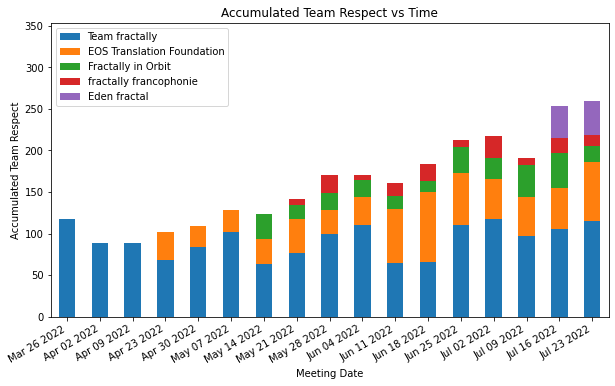 Accumulated Team Respect vs Time
Accumulated Team Respect
350
300
250
200
150
100
50
0
Team fractally
EOS Translation Foundation
Fractally in Orbit
fractally francophonie
Eden fractal
Mar 26 2022
Apr 02 2022
Apr 09 2022
Apr 23 2022
Apr 30 2022
May 07 2022
May 14 2022
May 21 2022
May 28 2022
Jun 04 2022
Jun 11 2022
Jun 18 2022
Jun 25 2022
Jul 02 2022
Jul 09 2022
Jul 16 2022
Jul 23 2022
Meeting Date